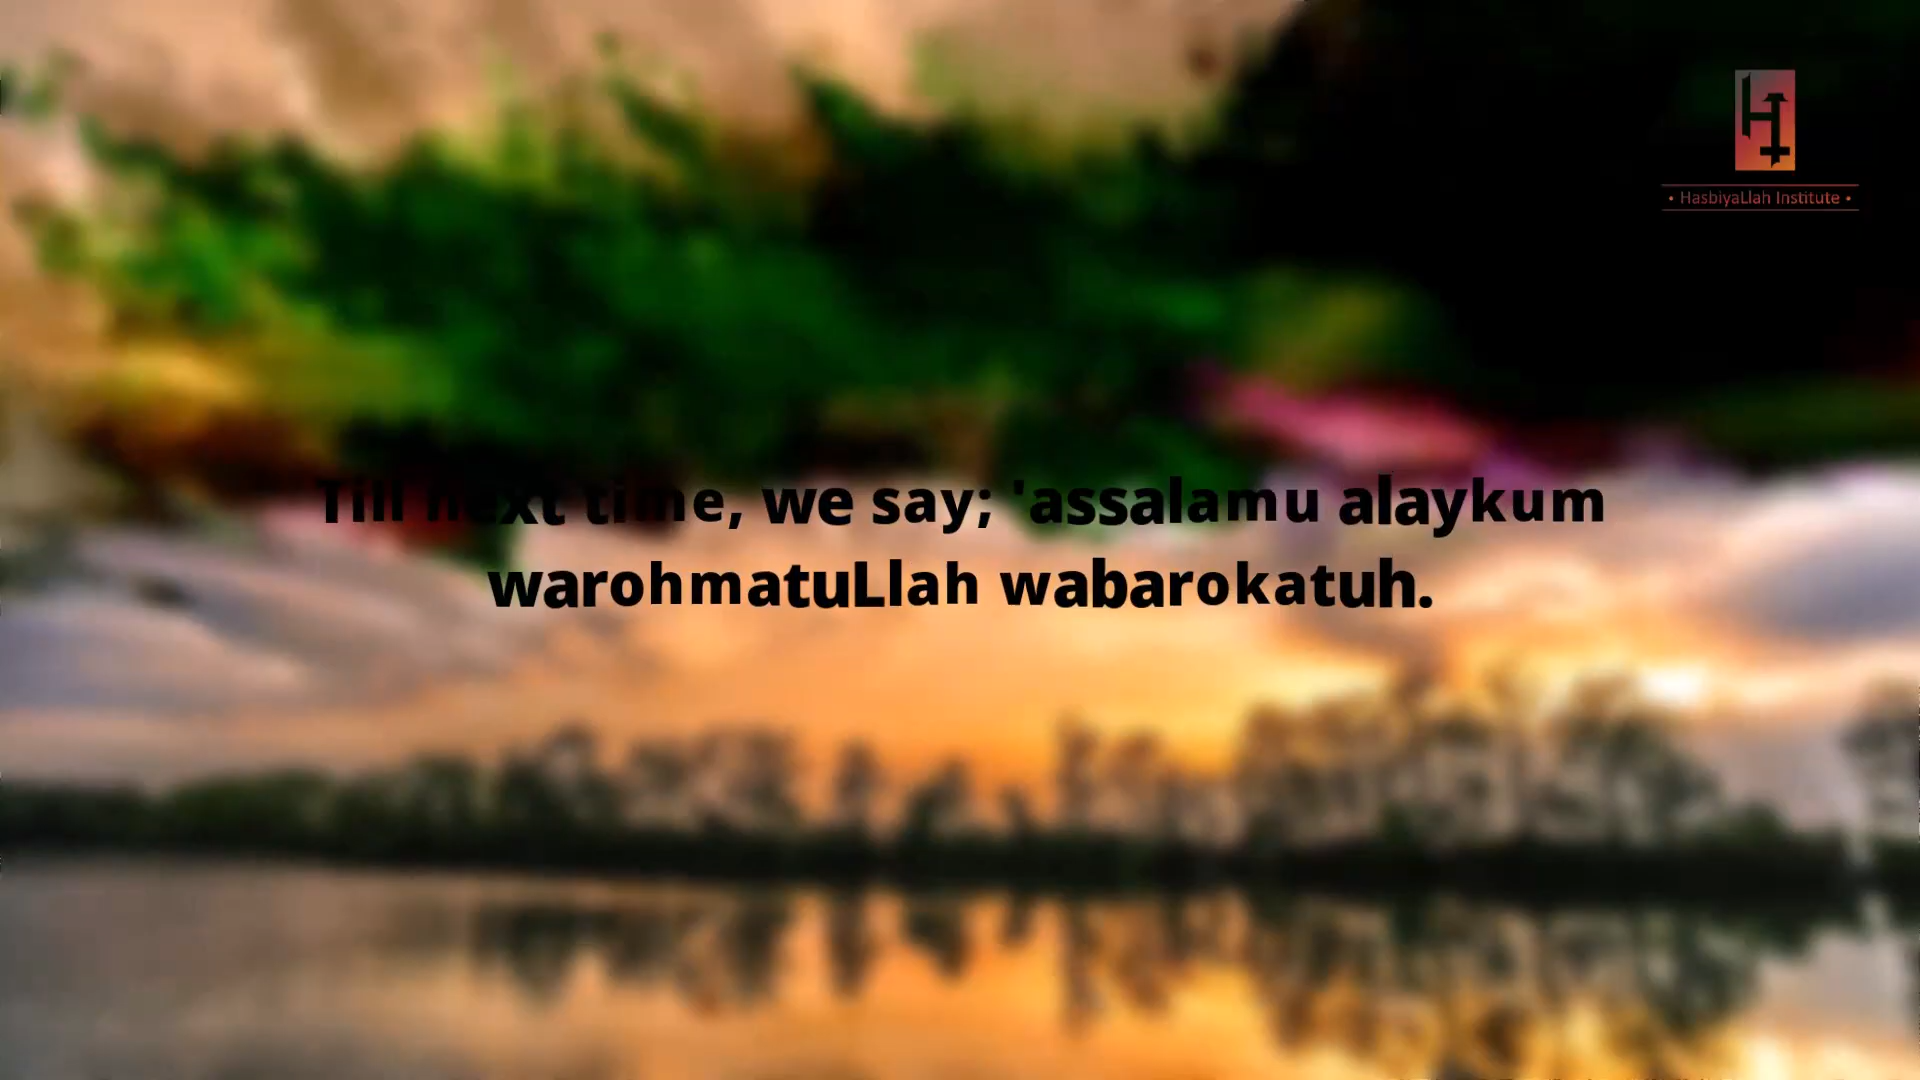 • HasbiyaLlah Institute •
Till next time, we say; 'assalamu alaykum
warohmatuLlah wabarokatuh.